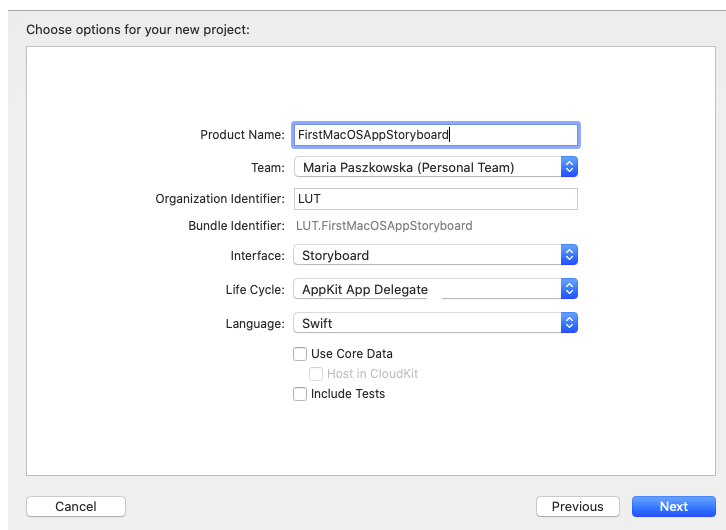 Choose options for your new project:
Product Name: FirstMacOSAppStoryboard
Team: Maria Paszkowska (Personal Team)
Organization Identifier: LUT
Bundle Identifier: LUT.FirstMacOSAppStoryboard
Interface: Storyboard
Life Cycle: AppKit App Delegate
Language: Swift
Use Core Data
Host in CloudKit
Include Tests
Cancel Previous Next